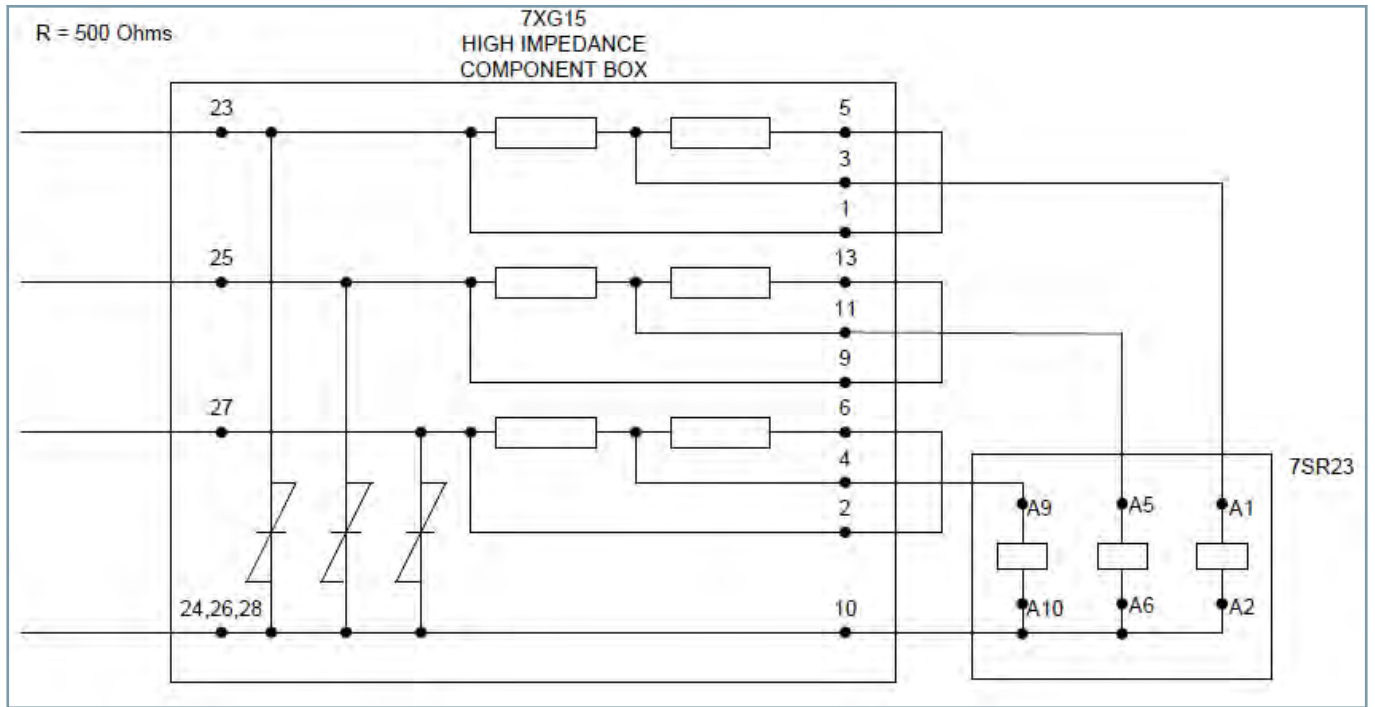 R = 500 Ohms
7XG15
HIGH IMPEDANCE
COMPONENT BOX
23
5
3
1
25
13
11
9
27
6
4
2
7SR23
A9
A5
A1
24,26,28
10
A10
A6
A2